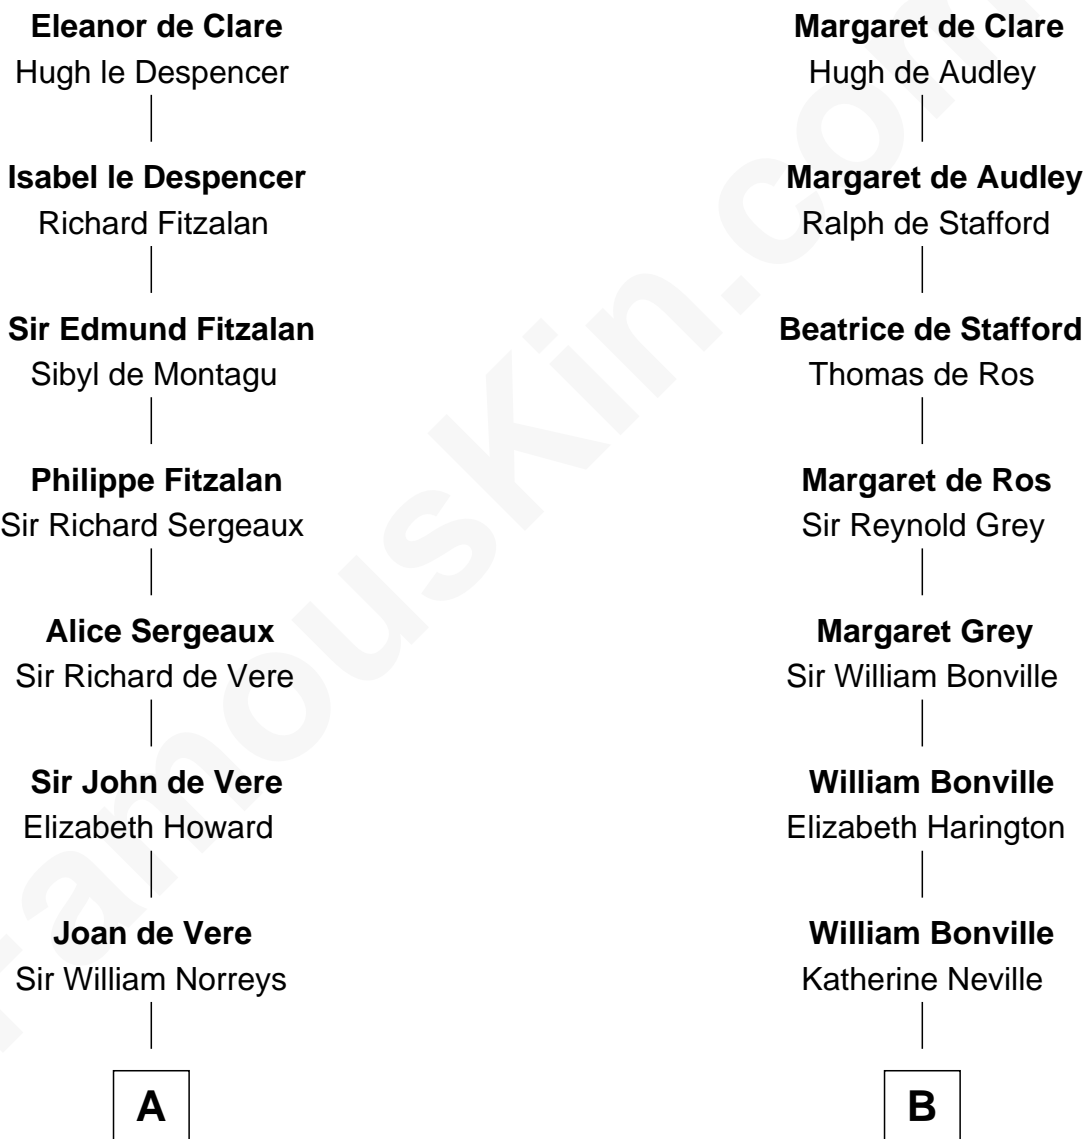 Eleanor de Clare
Hugh le Despencer
Isabel le Despencer
Richard Fitzalan
Sir Edmund Fitzalan
Sibyl de Montagu
Philippe Fitzalan
Sir Richard Sergeaux
Alice Sergeaux
Sir Richard de Vere
Sir John de Vere
Elizabeth Howard
Joan de Vere
Sir William Norreys
A
Margaret de Clare
Hugh de Audley
Margaret de Audley
Ralph de Stafford
Beatrice de Stafford
Thomas de Ros
Margaret de Ros
Sir Reynold Grey
Margaret Grey
Sir William Bonville
William Bonville
Elizabeth Harington
William Bonville
Katherine Neville
B
FamousKin.com